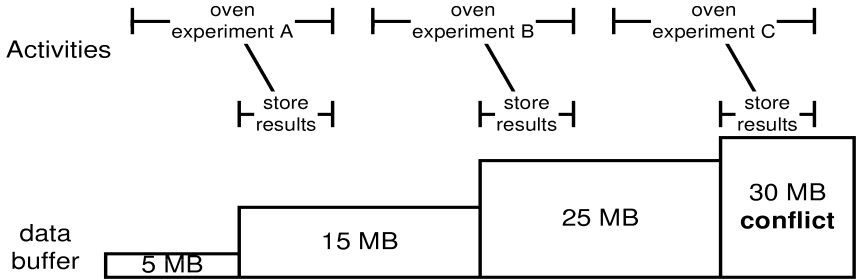 oven
experiment A
oven
experiment B
oven
experiment C
Activities
store
results
store
results
store
results
30 MB
conflict
25 MB
15 MB
data
buffer
5 MB